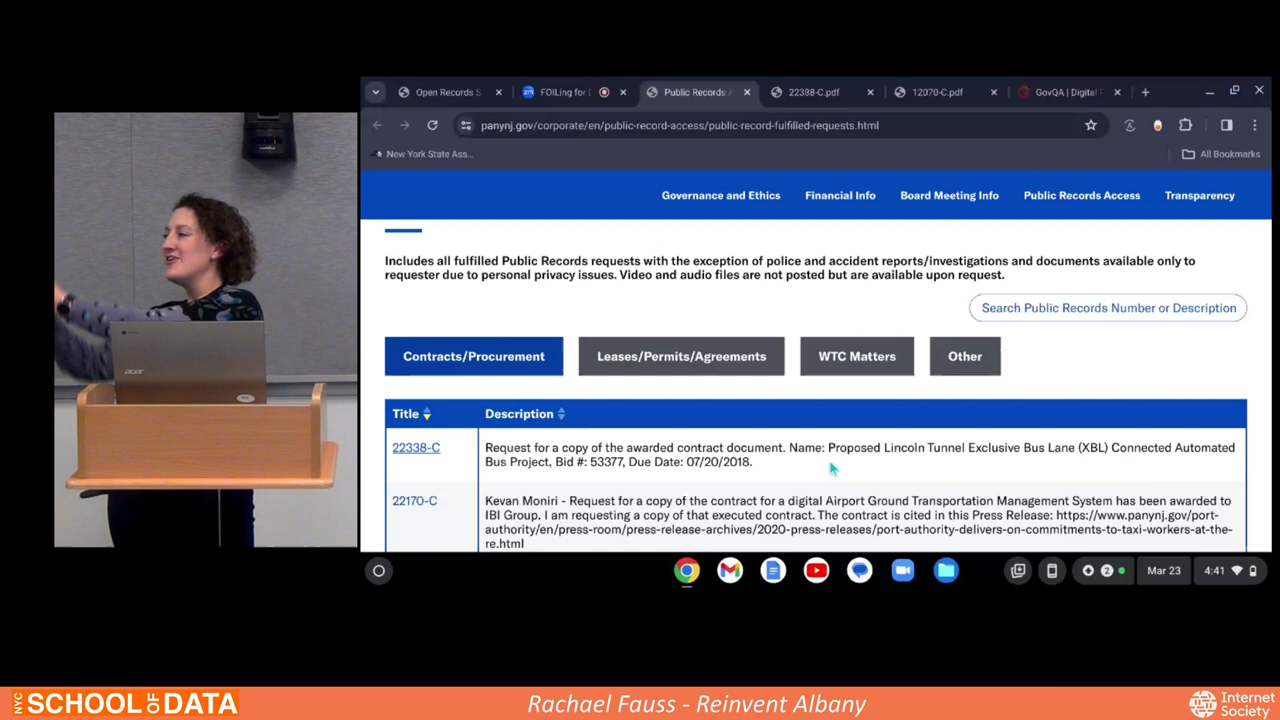 Open Records S
FOILing for D
Public Records A
22388-C.pdf
12070-C.pdf
GovQA | Digital F
panynj.gov/corporate/en/public-record-access/public-record-fulfilled-requests.html
New York State Ass...
All Bookmarks
Governance and Ethics
Financial Info
Board Meeting Info
Public Records Access
Transparency
Includes all fulfilled Public Records requests with the exception of police and accident reports/investigations and documents available only to
requester due to personal privacy issues. Video and audio files are not posted but are available upon request.
Search Public Records Number or Description
Contracts/Procurement
Leases/Permits/Agreements
WTC Matters
Other
Title
Description
22338-C
Request for a copy of the awarded contract document. Name: Proposed Lincoln Tunnel Exclusive Bus Lane (XBL) Connected Automated
Bus Project, Bid #: 53377, Due Date: 07/20/2018.
22170-C
Kevan Moniri - Request for a copy of the contract for a digital Airport Ground Transportation Management System has been awarded to
IBI Group. I am requesting a copy of that executed contract. The contract is cited in this Press Release: https://www.panynj.gov/port-
authority/en/press-room/press-release-archives/2020-press-releases/port-authority-delivers-on-commitments-to-taxi-workers-at-the-
re.html
acer
2
Mar 23
4:41
NYC SCHOOL OF DATA
Rachael Fauss - Reinvent Albany
Internet
Society